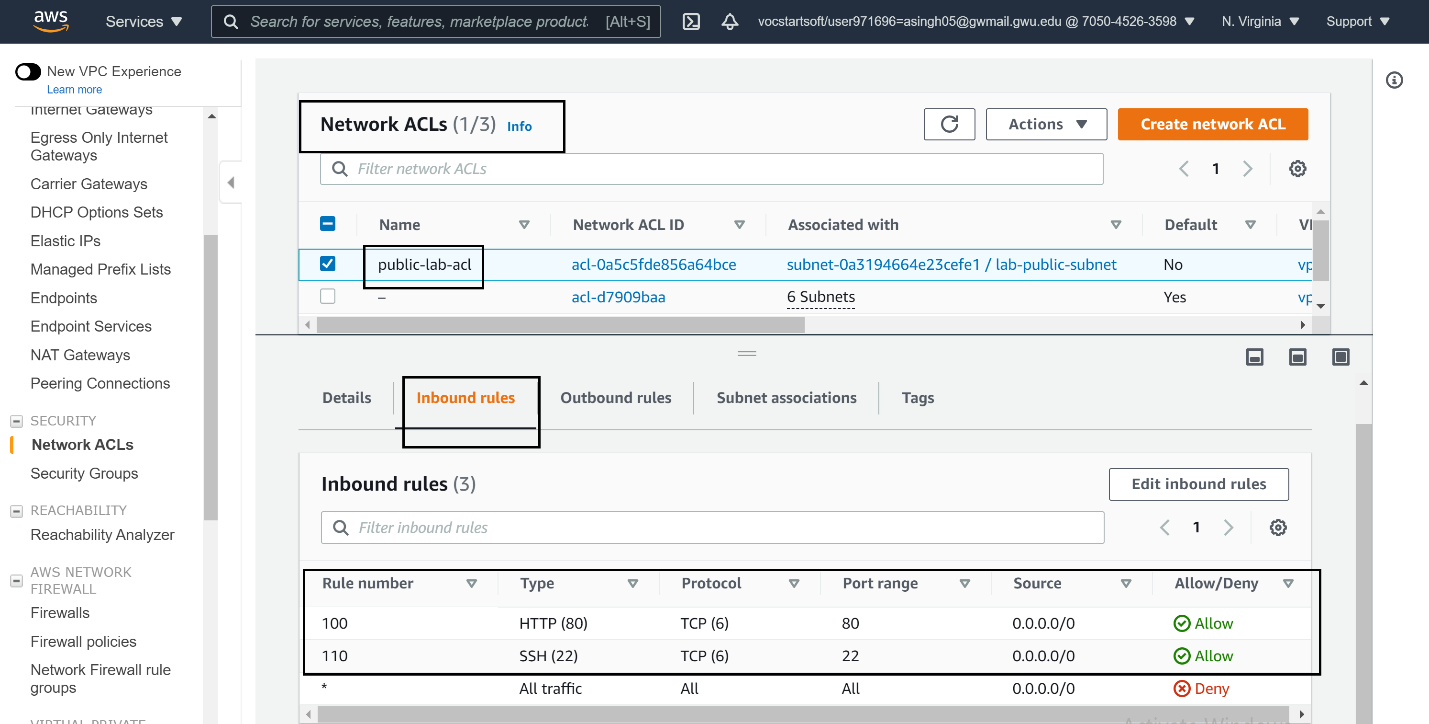 aws Services Search for services, features, marketplace product. [Alt+S] vocstartsoft/user971696=asingh05@gwmail.gwu.edu @ 7050-4526-3598 N. Virginia Support
New VPC Experience
Learn more
Internet Gateways
Egress Only Internet
Gateways
Carrier Gateways
DHCP Options Sets
Elastic IPs
Managed Prefix Lists
Endpoints
Endpoint Services
NAT Gateways
Peering Connections
SECURITY
Network ACLs
Security Groups
REACHABILITY
Reachability Analyzer
AWS NETWORK
FIREWALL
Firewalls
Firewall policies
Network Firewall rule
groups
VIRTUAL PRIVATE
Network ACLs (1/3) Info
Actions
Create network ACL
Filter network ACLs
1
Name Network ACL ID Associated with Default
public-lab-acl acl-0a5c5fde856a64bce subnet-0a3194664e23cefe1 / lab-public-subnet No vp
– acl-d7909baa 6 Subnets Yes vp
Details Inbound rules Outbound rules Subnet associations Tags
Inbound rules (3)
Edit inbound rules
Filter inbound rules
1
Rule number Type Protocol Port range Source Allow/Deny
100 HTTP (80) TCP (6) 80 0.0.0.0/0 Allow
110 SSH (22) TCP (6) 22 0.0.0.0/0 Allow
* All traffic All All 0.0.0.0/0 Deny